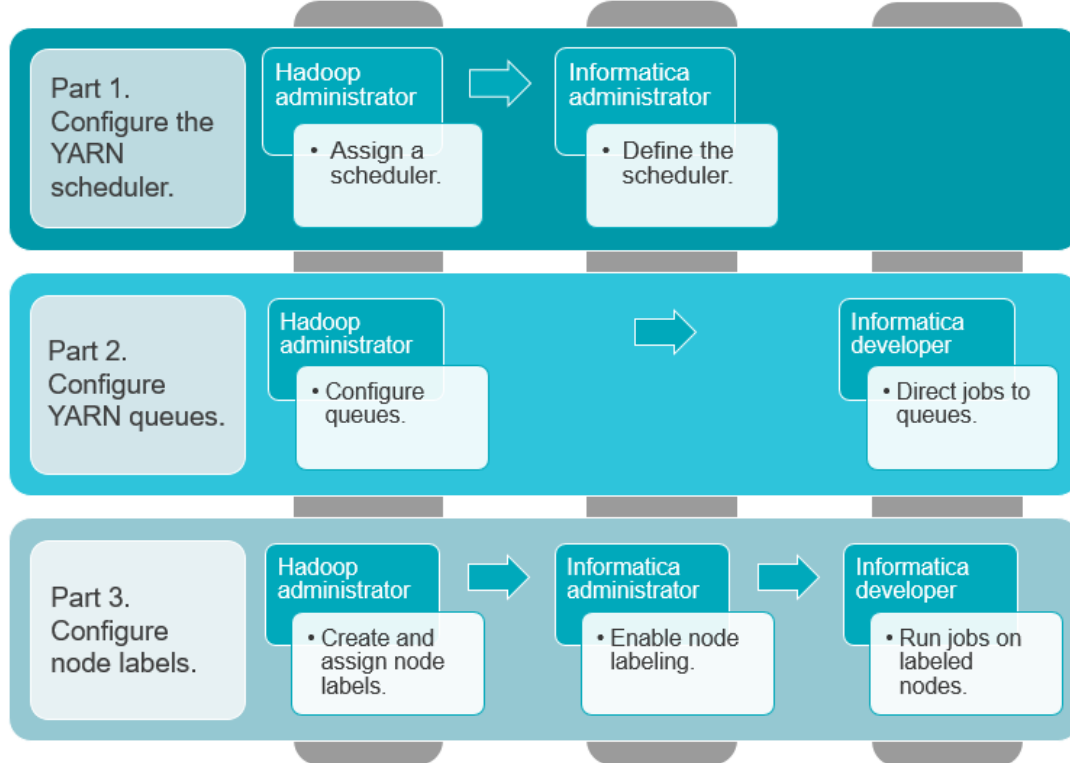 Part 1.
Configure the
YARN
scheduler.
Hadoop
administrator
• Assign a
scheduler.
Informatica
administrator
• Define the
scheduler.
Part 2.
Configure
YARN queues.
Hadoop
administrator
• Configure
queues.
Informatica
developer
• Direct jobs to
queues.
Part 3.
Configure
node labels.
Hadoop
administrator
• Create and
assign node
labels.
Informatica
administrator
• Enable node
labeling.
Informatica
developer
• Run jobs on
labeled
nodes.